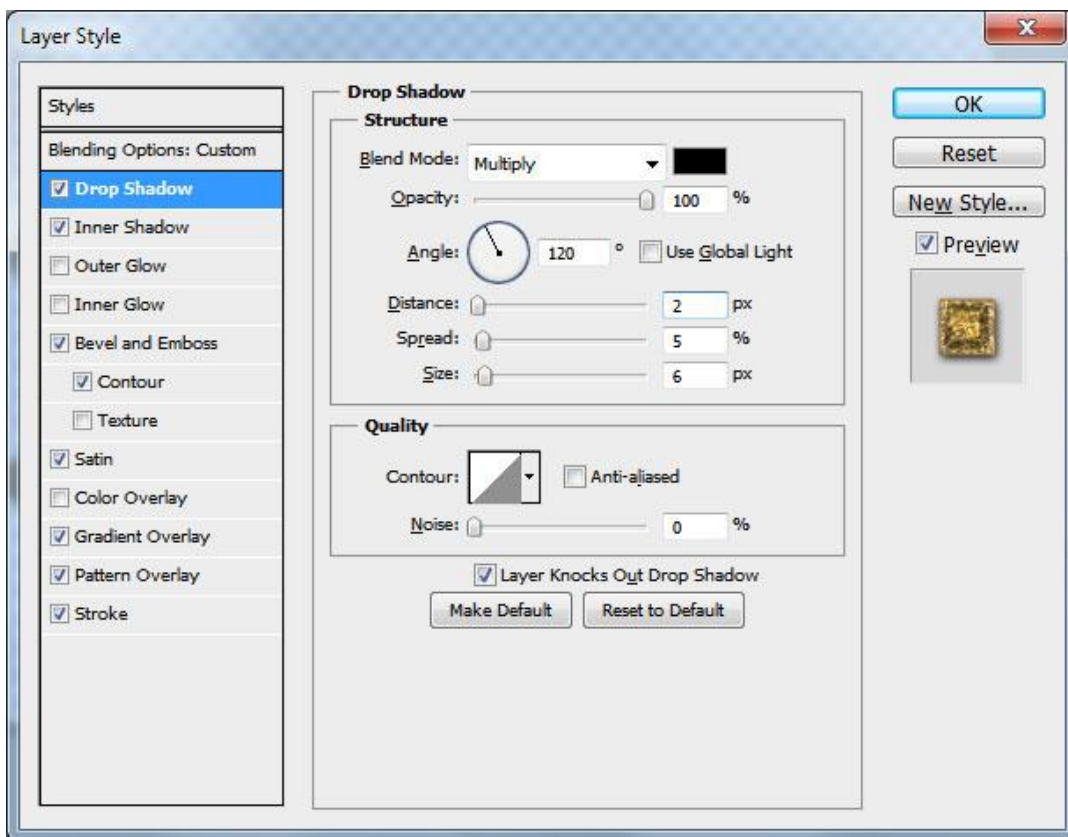 Layer Style
X
Styles
Blending Options: Custom
Drop Shadow
Inner Shadow
Outer Glow
Inner Glow
Bevel and Emboss
Contour
Texture
Satin
Color Overlay
Gradient Overlay
Pattern Overlay
Stroke
Drop Shadow
Structure
Blend Mode: Multiply
Opacity: 100 %
Angle: 120 ° Use Global Light
Distance: 2 px
Spread: 5 %
Size: 6 px
Quality
Contour: Anti-aliased
Noise: 0 %
Layer Knocks Out Drop Shadow
Make Default Reset to Default
OK
Reset
New Style...
Preview